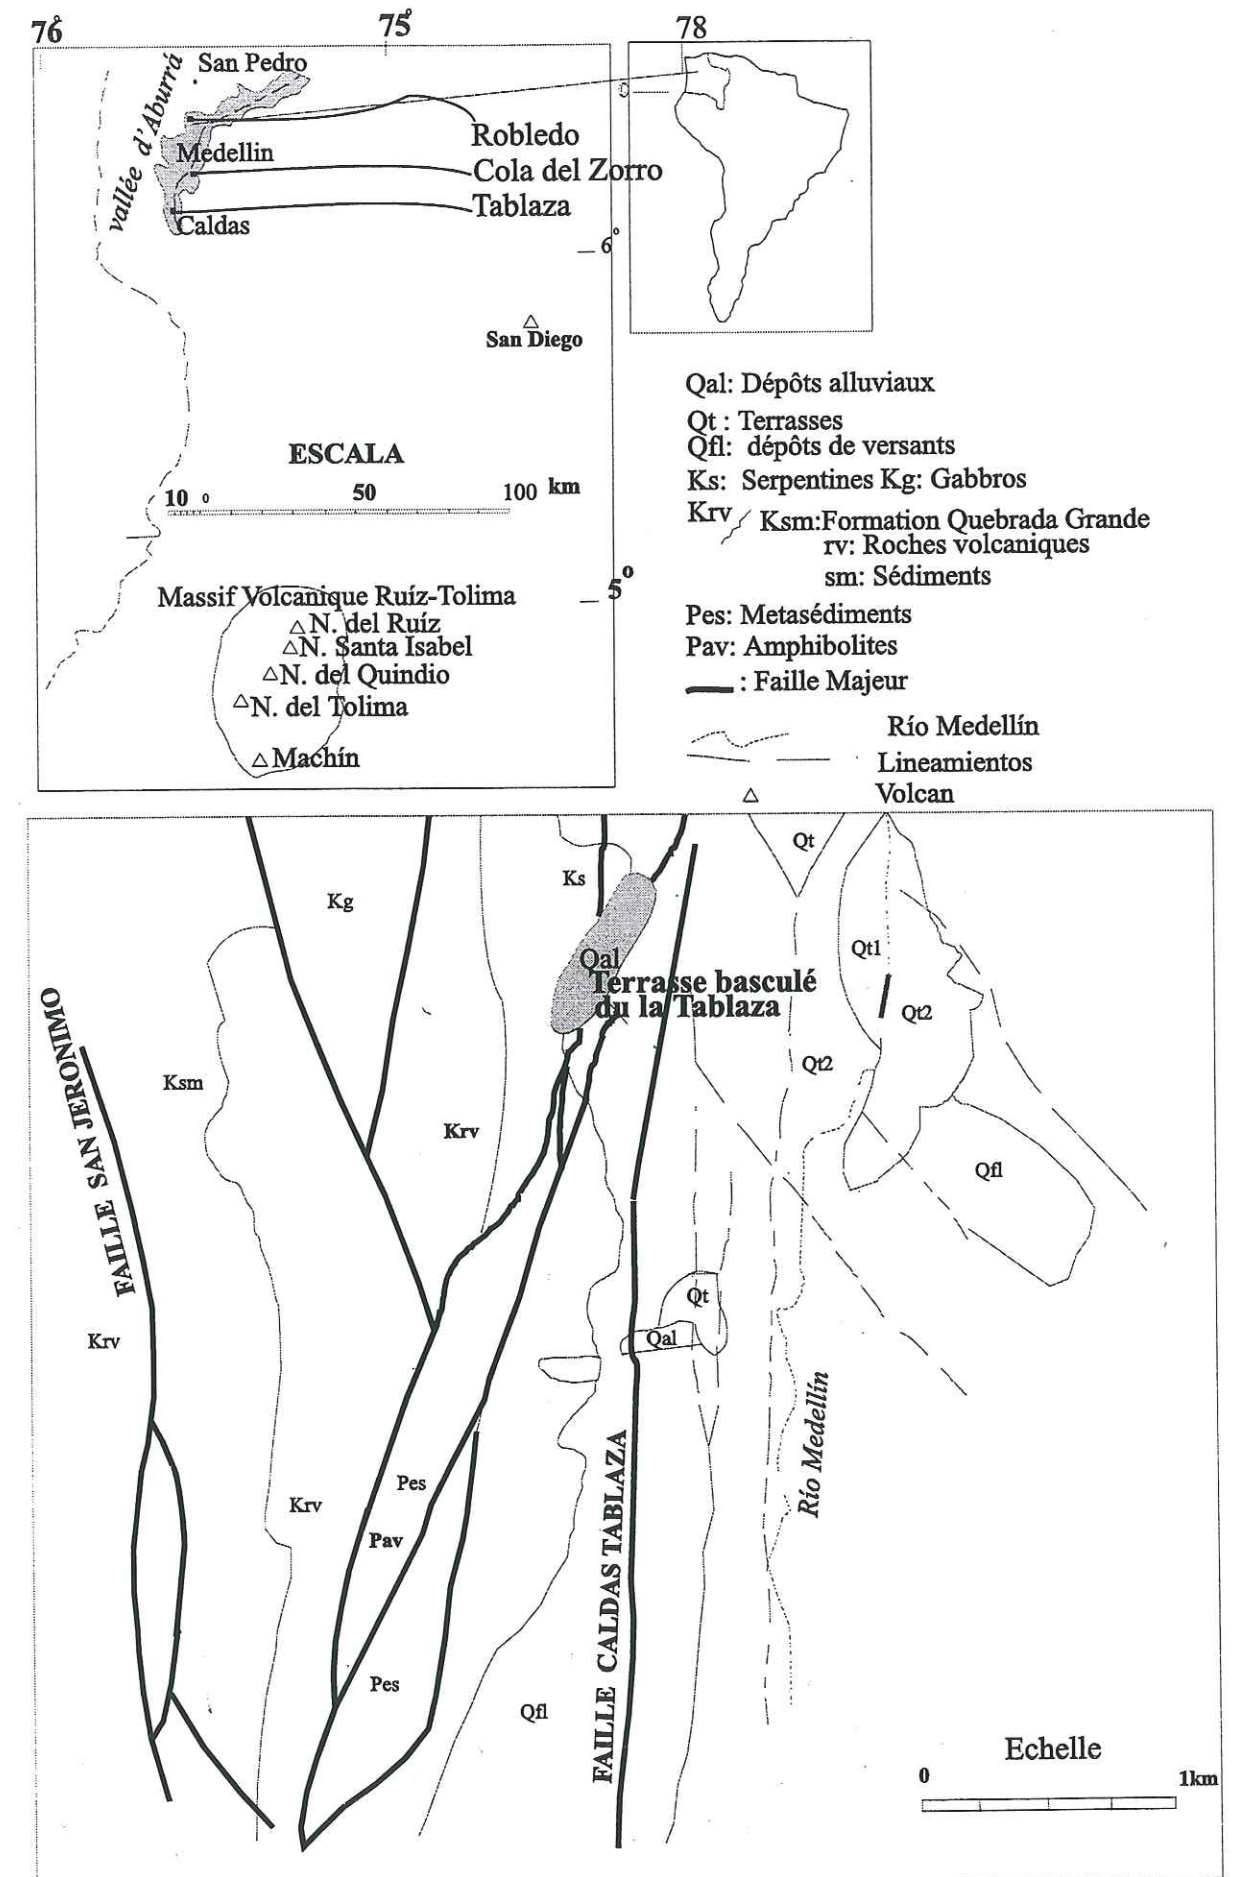 76°
75°
78
San Pedro
vallée d'Aburrá
Robledo
Medellin
Cola del Zorro
Tablaza
Caldas
6°
San Diego
ESCALA
10 0 50 100 km
5°
Massif Volcanique Ruíz-Tolima
N. del Ruíz
N. Santa Isabel
N. del Quindio
N. del Tolima
Machín
Qal: Dépôts alluviaux
Qt : Terrasses
Qfl: dépôts de versants
Ks: Serpentines Kg: Gabbros
Krv Ksm:Formation Quebrada Grande
rv: Roches volcaniques
sm: Sédiments
Pes: Metasédiments
Pav: Amphibolites
: Faille Majeur
Río Medellín
Lineamientos
Volcan
Qt
Ks
Kg
Qt1
Qal
Terrasse basculé
du la Tablaza
Qt2
Qt2
FAILLE SAN JERONIMO
Ksm
Krv
Qfl
Qt
Qal
Krv
Río Medellín
Pes
Krv
Pav
FAILLE CALDAS TABLAZA
Pes
Qfl
Echelle
0 1km